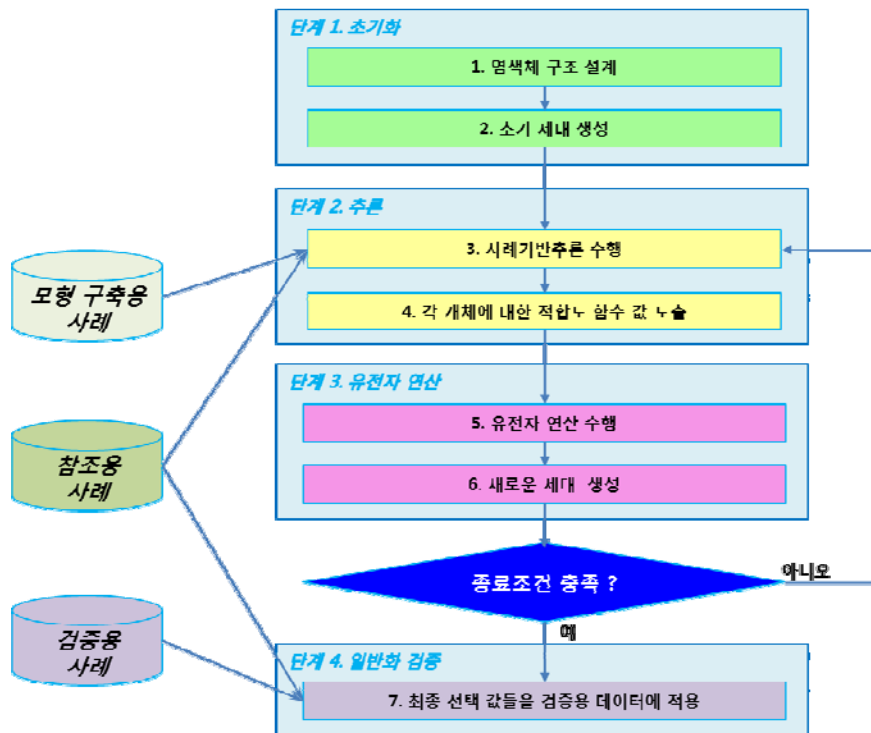 단계 1. 초기화
1. 염색체 구조 설계
2. 소기 세내 생성
단계 2. 추론
3. 시례기반추론 수행
4. 각 개체에 내한 적합ㄴ 함수 값 ㄴ출
모형 구축용
사례
단계 3. 유전자 연산
5. 유전자 연산 수행
6. 새로운 세대 생성
참조용
사례
종료조건 충족 ?
아니오
예
검증용
사례
단계 4. 일반화 검증
7. 최종 선택 값들을 검증용 데이터에 적용